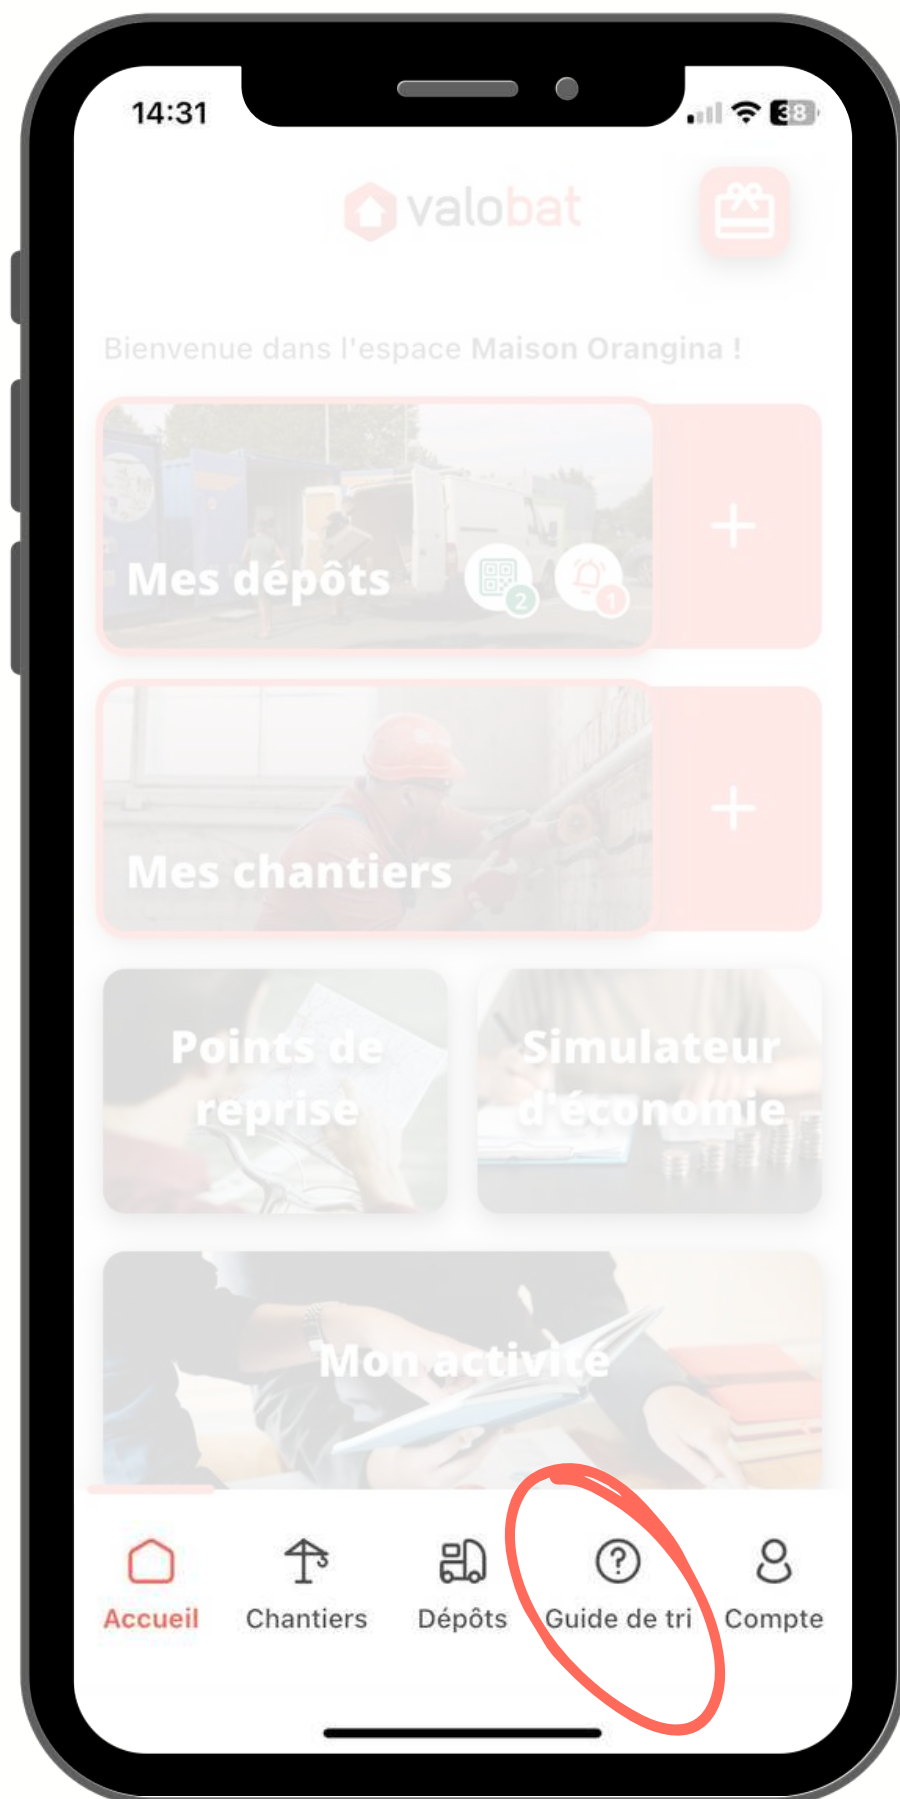 14:31
38
valobat
Bienvenue dans l'espace Maison Orangina !
Mes dépôts
2
1
+
Mes chantiers
+
Points de
reprise
Simulateur
d'économie
Mon activité
?
Accueil
Chantiers
Dépôts
Guide de tri
Compte